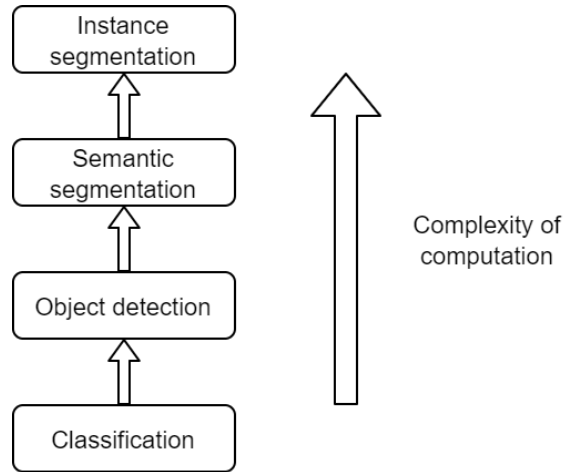 Instance
segmentation
Semantic
segmentation
Complexity of
computation
Object detection
Classification